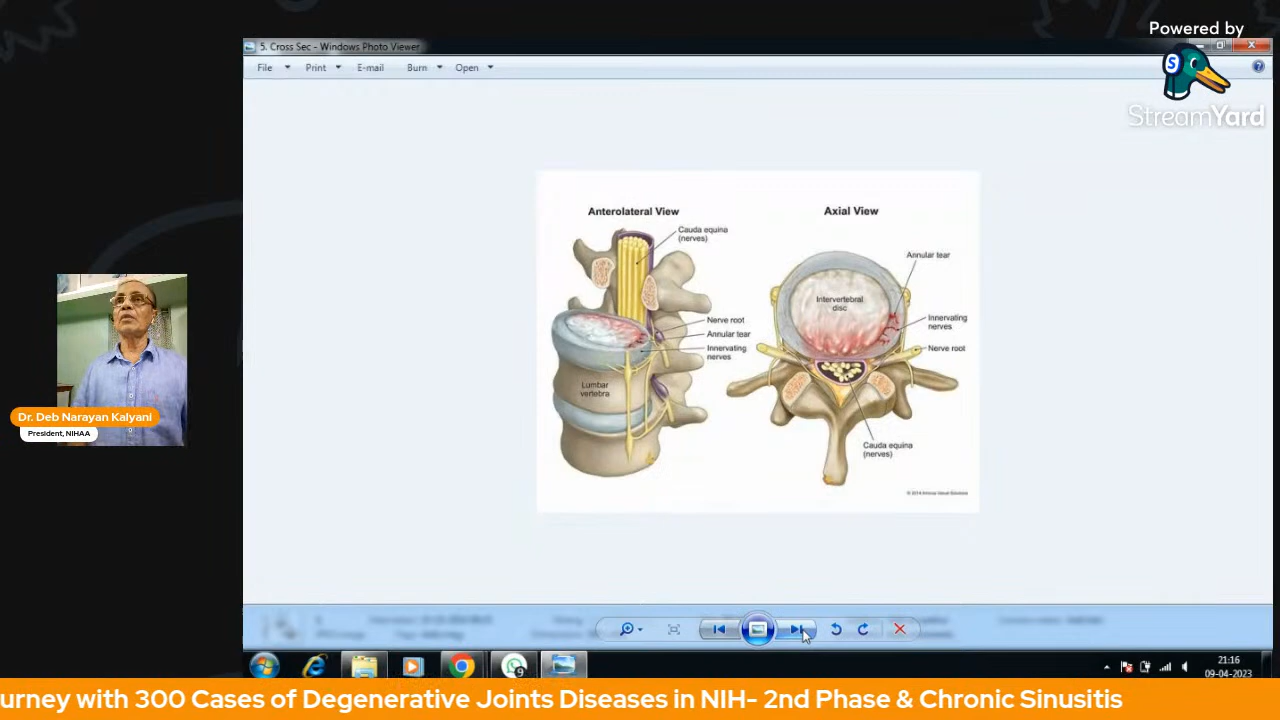 Powered by
StreamYard
5. Cross Sec - Windows Photo Viewer
File
Print
E-mail
Burn
Open
Anterolateral View
Axial View
Cauda equina
(nerves)
Nerve root
Annular tear
Innervating
nerves
Lumbar
vertebra
Annular tear
Intervertebral
disc
Innervating
nerves
Nerve root
Cauda equina
(nerves)
Dr. Deb Narayan Kalyani
President, NIHAA
21:16
09-04-2023
urney with 300 Cases of Degenerative Joints Diseases in NIH- 2nd Phase & Chronic Sinusitis